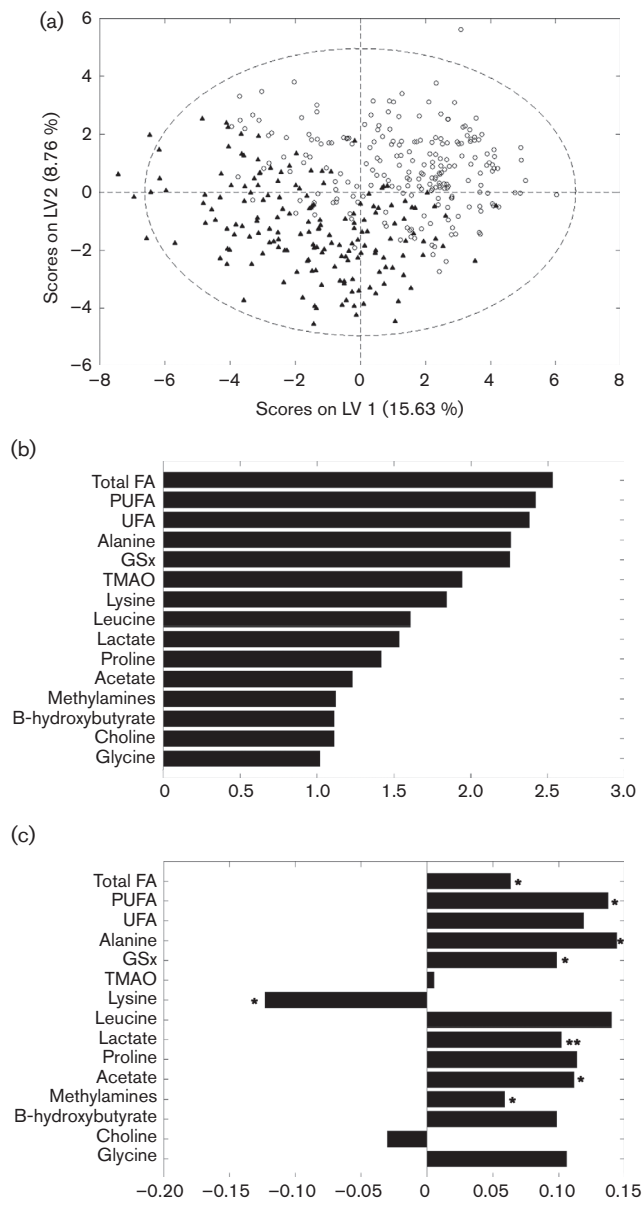 (a)
6
4
2
0
−2
−4
−6
Scores on LV2 (8.76 %)
−8 −6 −4 −2 0 2 4 6 8
Scores on LV 1 (15.63 %)
(b)
Total FA
PUFA
UFA
Alanine
GSx
TMAO
Lysine
Leucine
Lactate
Proline
Acetate
Methylamines
B-hydroxybutyrate
Choline
Glycine
0 0.5 1.0 1.5 2.0 2.5 3.0
(c)
Total FA *
PUFA *
UFA
Alanine *
GSx *
TMAO
Lysine *
Leucine
Lactate **
Proline
Acetate *
Methylamines *
B-hydroxybutyrate
Choline
Glycine
−0.20 −0.15 −0.10 −0.05 0 0.05 0.10 0.15